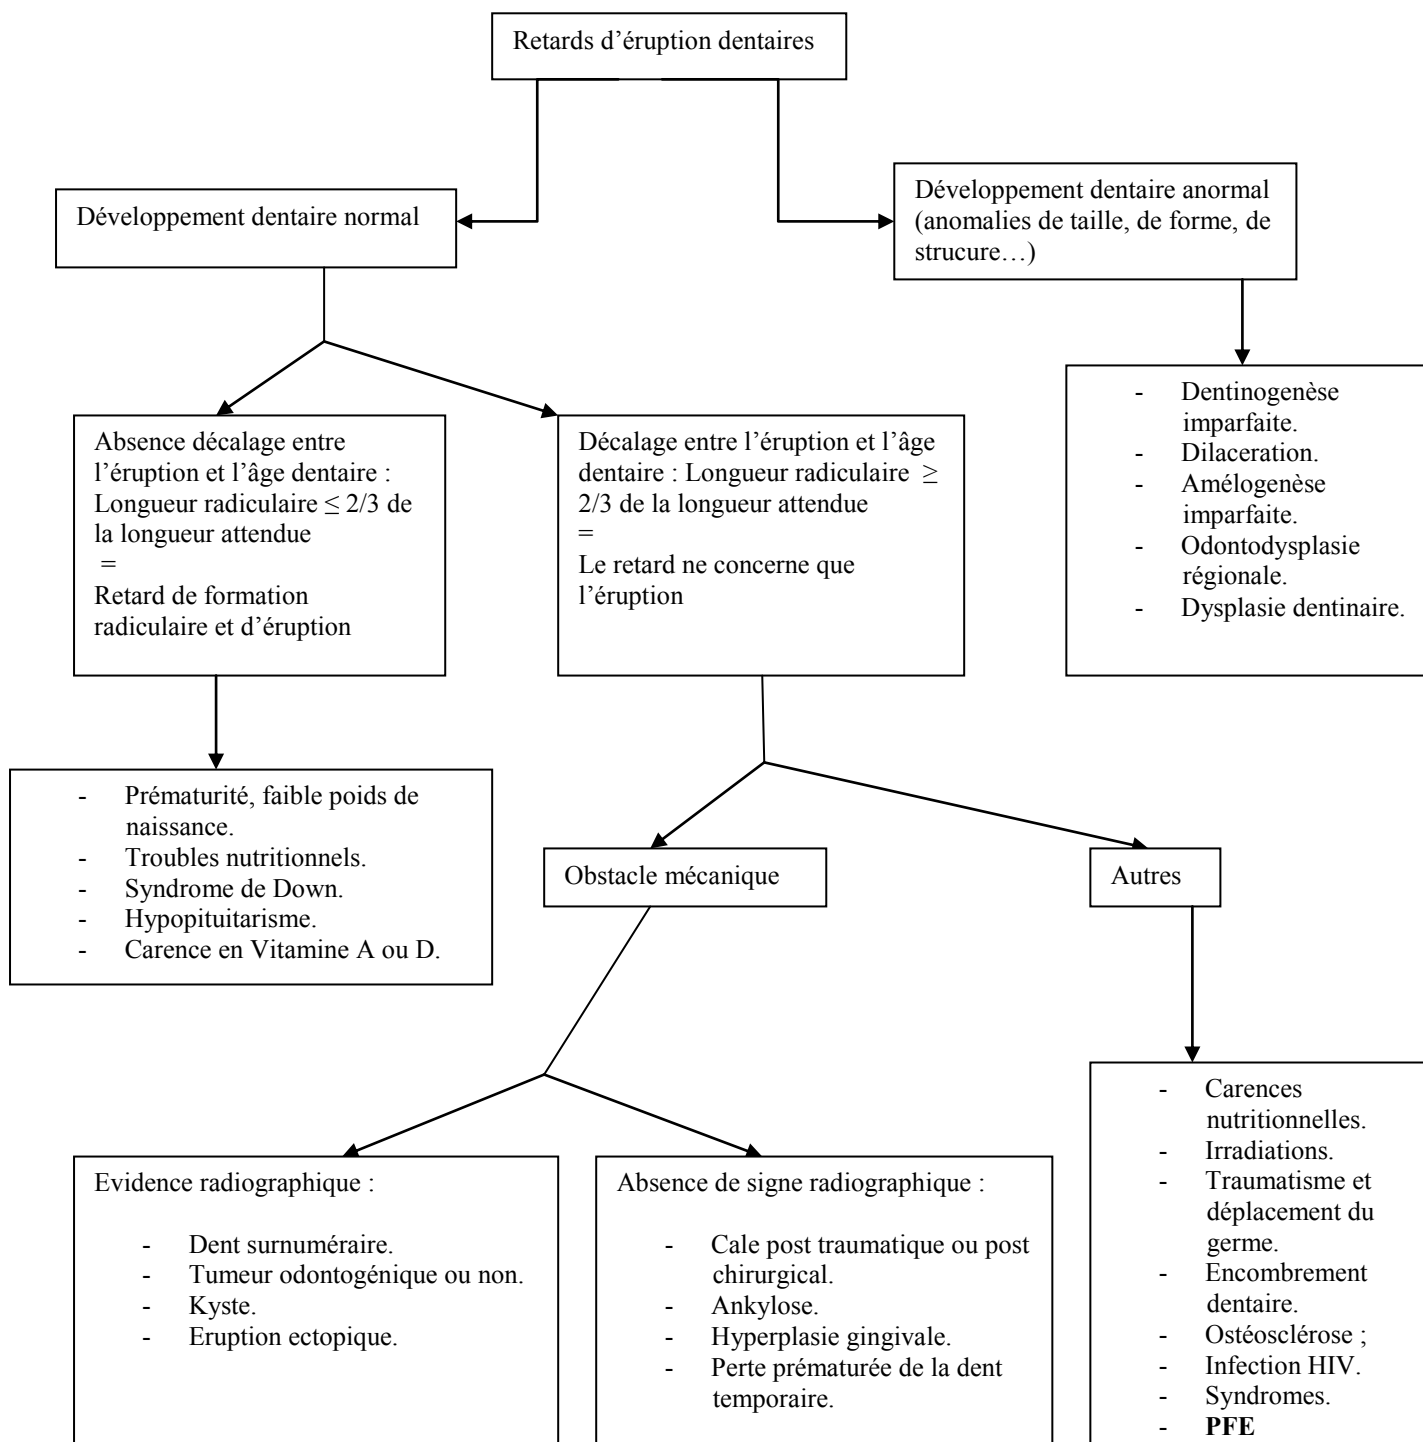 Retards d’éruption dentaires
Développement dentaire normal
Développement dentaire anormal
(anomalies de taille, de forme, de
strucure…)
Absence décalage entre
l’éruption et l’âge dentaire :
Longueur radiculaire ≤ 2/3 de
la longueur attendue
=
Retard de formation
radiculaire et d’éruption
Décalage entre l’éruption et l’âge
dentaire : Longueur radiculaire ≥
2/3 de la longueur attendue
=
Le retard ne concerne que
l’éruption
- Dentinogenèse
imparfaite.
- Dilaceration.
- Amélogenèse
imparfaite.
- Odontodysplasie
régionale.
- Dysplasie dentinaire.
- Prématurité, faible poids de
naissance.
- Troubles nutritionnels.
- Syndrome de Down.
- Hypopituitarisme.
- Carence en Vitamine A ou D.
Obstacle mécanique
Autres
Evidence radiographique :
- Dent surnuméraire.
- Tumeur odontogénique ou non.
- Kyste.
- Eruption ectopique.
Absence de signe radiographique :
- Cale post traumatique ou post
chirurgical.
- Ankylose.
- Hyperplasie gingivale.
- Perte prématurée de la dent
temporaire.
- Carences
nutritionnelles.
- Irradiations.
- Traumatisme et
déplacement du
germe.
- Encombrement
dentaire.
- Ostéosclérose ;
- Infection HIV.
- Syndromes.
- PFE